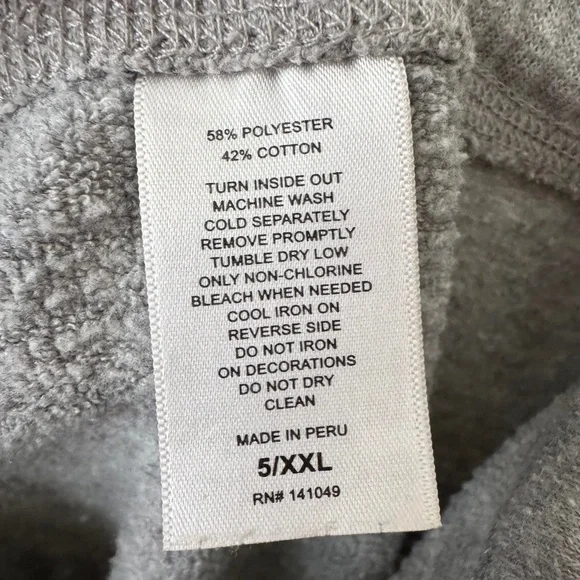 58% POLYESTER
42% COTTON
TURN INSIDE OUT
MACHINE WASH
COLD SEPARATELY
REMOVE PROMPTLY
TUMBLE DRY LOW
ONLY NON-CHLORINE
BLEACH WHEN NEEDED
COOL IRON ON
REVERSE SIDE
DO NOT IRON
ON DECORATIONS
DO NOT DRY
CLEAN
MADE IN PERU
5/XXL
RN# 141049